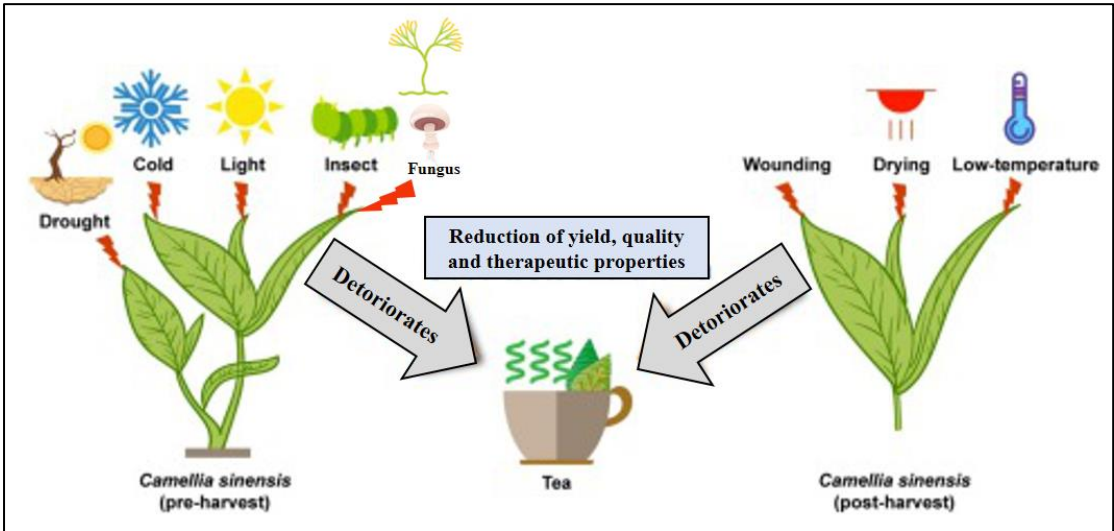 Drought
Cold
Light
Insect
Fungus
Wounding
Drying
Low-temperature
Reduction of yield, quality
and therapeutic properties
Detoriorates
Detoriorates
Camellia sinensis
(pre-harvest)
Tea
Camellia sinensis
(post-harvest)